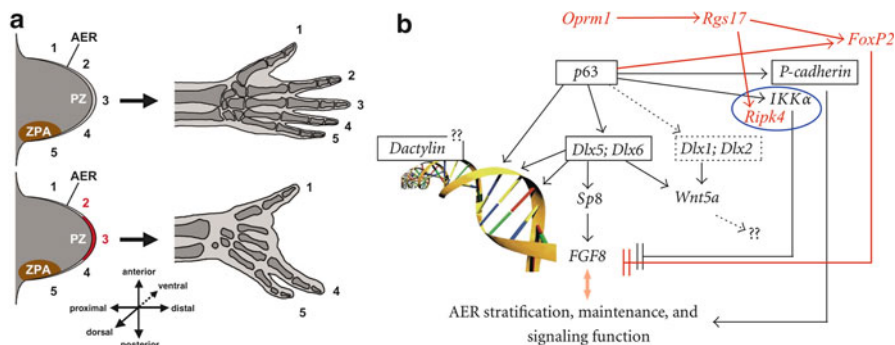 a
1
AER
2
PZ
3
ZPA
4
5
1
2
3
4
5
AER
1
2
PZ
3
ZPA
4
5
1
4
5
anterior
ventral
proximal
distal
dorsal
posterior
b
Oprm1
Rgs17
FoxP2
p63
P-cadherin
IKKα
Ripk4
Dactylin
??
Dlx5; Dlx6
Dlx1; Dlx2
Sp8
Wnt5a
??
FGF8
AER stratification, maintenance, and
signaling function